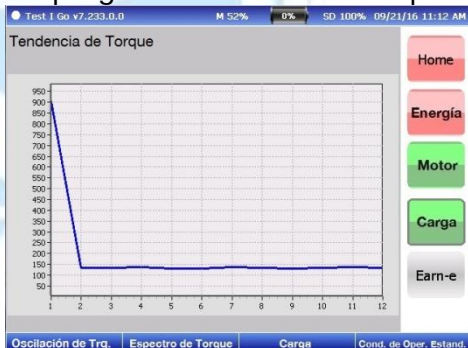 Test I Go v7.233.0.0 M 52% 0% SD 100% 09/21/16 11:12 AM
Tendencia de Torque
Home
Energía
Motor
Carga
Earn-e
950
900
850
800
750
700
650
600
550
500
450
400
350
300
250
200
150
100
50
1 2 3 4 5 6 7 8 9 10 11 12
Oscilación de Trq. Espectro de Torque Carga Cond. de Oper. Estand.